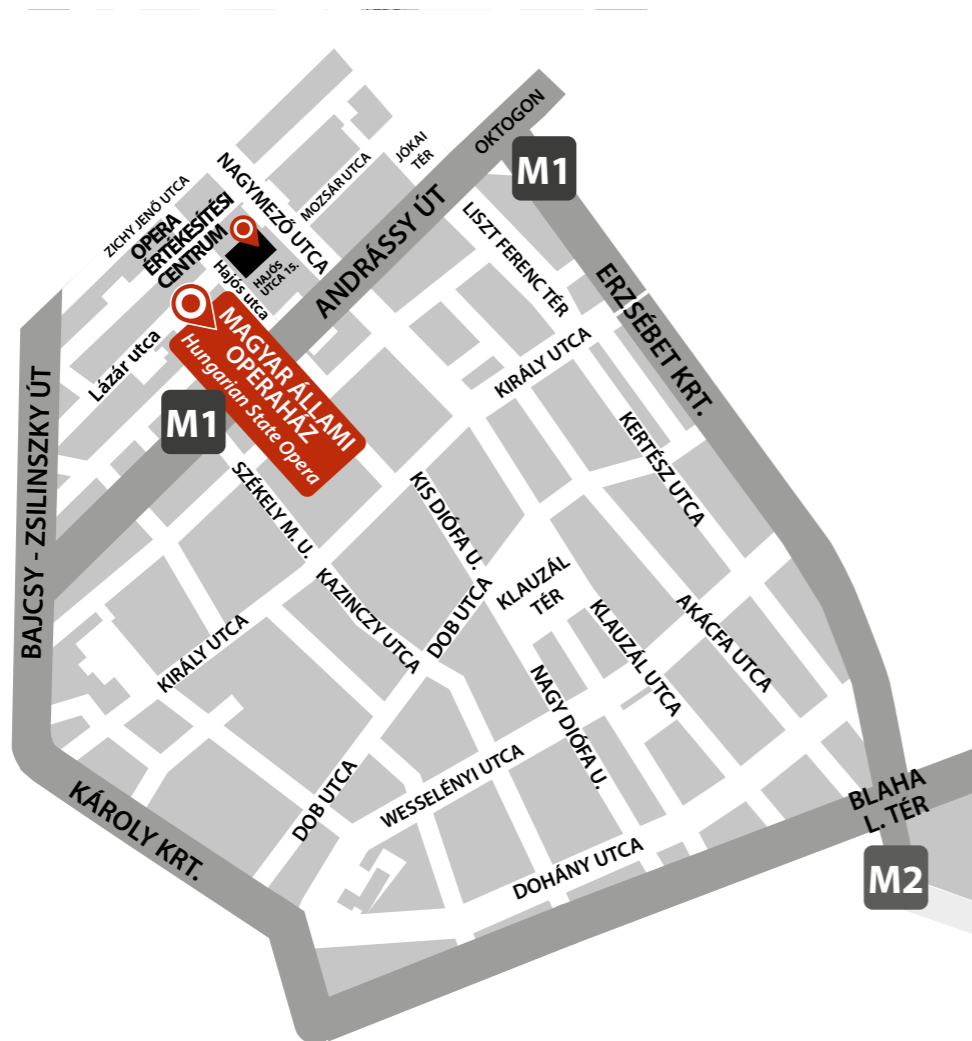 OKTOGON
M1
JÓKAI
TÉR
MOZSÁR UTCA
NAGYMEZŐ UTCA
ZICHY JENŐ UTCA
OPERA
ÉRTÉKESÍTÉSI
CENTRUM
HAJÓS
UTCA 15.
Hajós utca
ANDRÁSSY ÚT
LISZT FERENC TÉR
ERZSÉBET KRT.
Lázár utca
MAGYAR ÁLLAMI
OPERAHÁZ
Hungarian State Opera
M1
KIRÁLY UTCA
BAJCSY - ZSILINSZKY ÚT
KERTÉSZ UTCA
SZÉKELY M. U.
KIS DIÓFA U.
KLAUZÁL
TÉR
KAZINCZY UTCA
DOB UTCA
KLAUZÁL UTCA
AKÁCFA UTCA
KIRÁLY UTCA
NAGY DIÓFA U.
WESSELÉNYI UTCA
DOB UTCA
KÁROLY KRT.
DOHÁNY UTCA
BLAHA
L. TÉR
M2